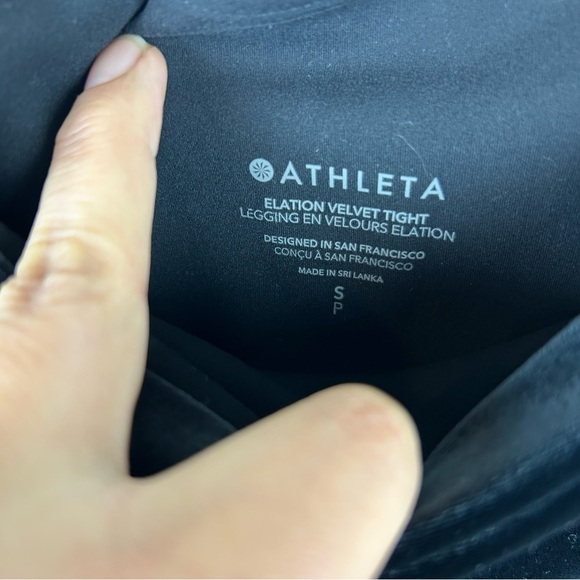 ATHLETA
ELATION VELVET TIGHT
LEGGING EN VELOURS ELATION
DESIGNED IN SAN FRANCISCO
CONÇU À SAN FRANCISCO
MADE IN SRI LANKA
S
P